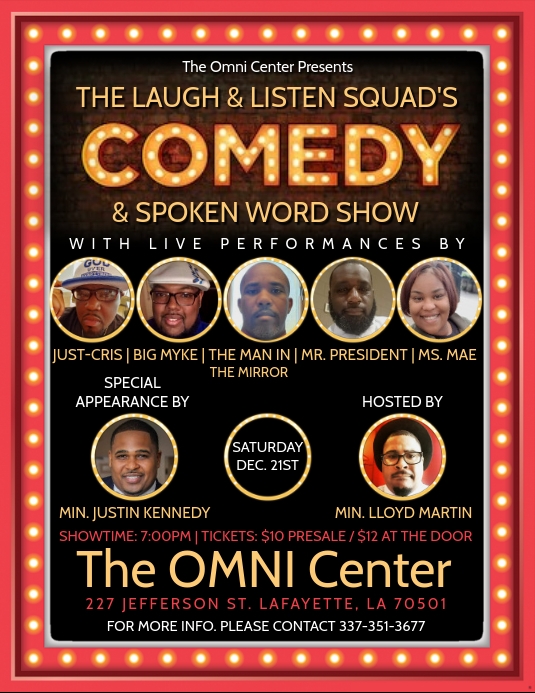 The Omni Center Presents
THE LAUGH & LISTEN SQUAD'S
COMEDY
& SPOKEN WORD SHOW
WITH LIVE PERFORMANCES BY
GOD
OVER
JUST-CRIS | BIG MYKE | THE MAN IN | MR. PRESIDENT | MS. MAE
THE MIRROR
SPECIAL
APPEARANCE BY
HOSTED BY
SATURDAY
DEC. 21ST
MIN. JUSTIN KENNEDY
MIN. LLOYD MARTIN
SHOWTIME: 7:00PM | TICKETS: $10 PRESALE / $12 AT THE DOOR
The OMNI Center
227 JEFFERSON ST. LAFAYETTE, LA 70501
FOR MORE INFO. PLEASE CONTACT 337-351-3677